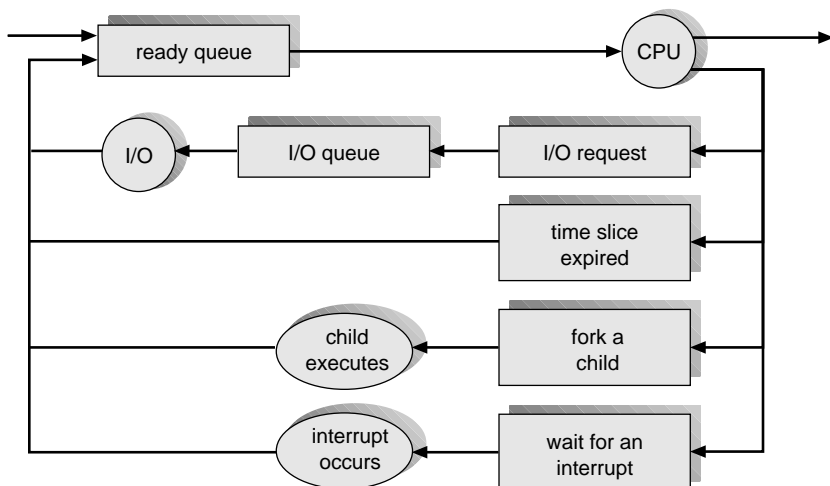 ready queue
CPU
I/O
I/O queue
I/O request
time slice
expired
child
executes
fork a
child
interrupt
occurs
wait for an
interrupt